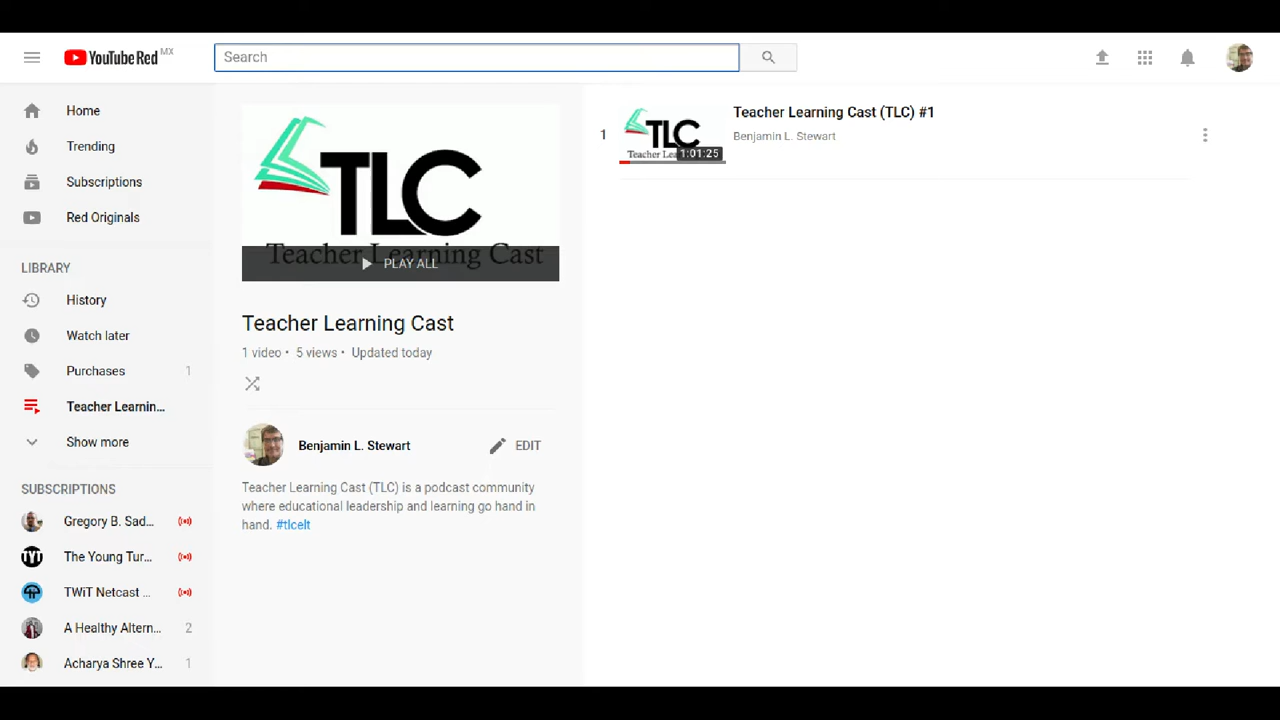 YouTube Red MX
Search
Home
Trending
Subscriptions
Red Originals
LIBRARY
History
Watch later
Purchases 1
Teacher Learnin...
Show more
SUBSCRIPTIONS
Gregory B. Sad...
TYT The Young Tur...
TWiT Netcast ...
A Healthy Altern... 2
Acharya Shree Y... 1
TLC
Teacher Learning Cast
PLAY ALL
Teacher Learning Cast
1 video • 5 views • Updated today
Benjamin L. Stewart
EDIT
Teacher Learning Cast (TLC) is a podcast community
where educational leadership and learning go hand in
hand. #tlcelt
1
TLC
Teacher Lea
1:01:25
Teacher Learning Cast (TLC) #1
Benjamin L. Stewart